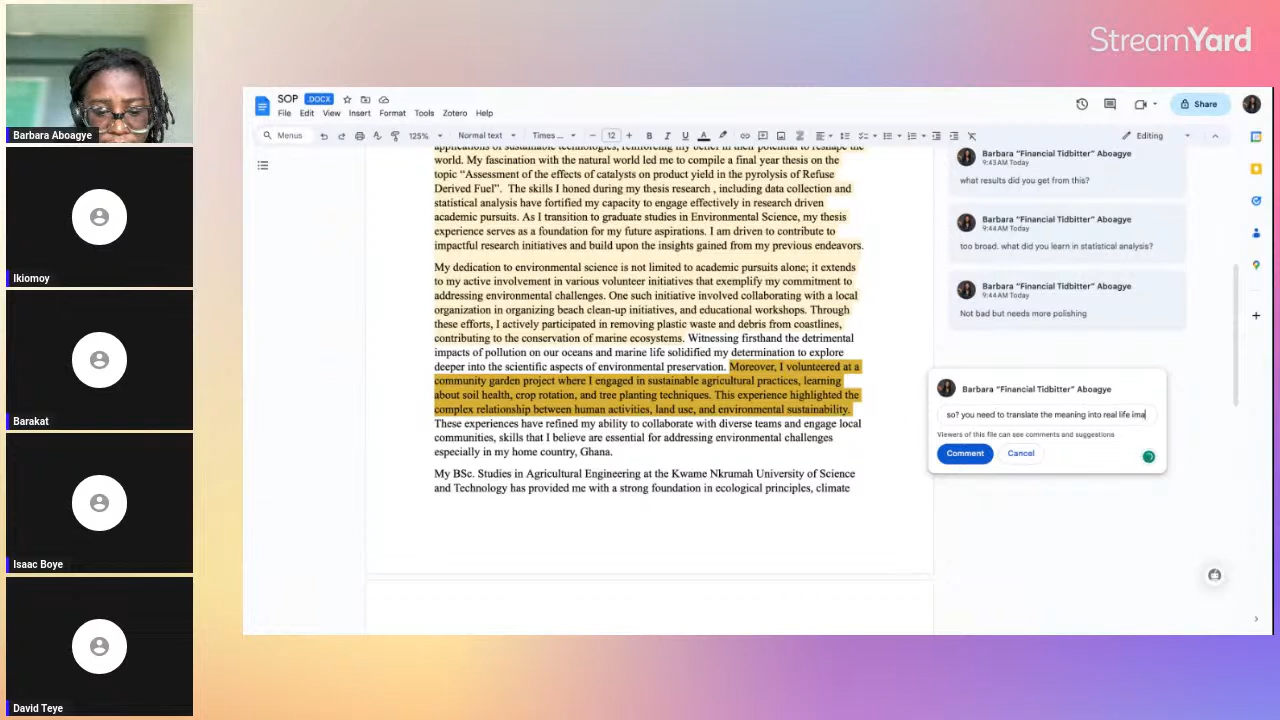 StreamYard
Barbara Aboagye
Ikiomoy
Barakat
Isaac Boye
David Teye
SOP .DOCX
File Edit View Insert Format Tools Zotero Help
Share
Menus 125% Normal text Times ... 12 Editing
applications of sustainable technologies, reinforcing my belief in their potential to reshape the
world. My fascination with the natural world led me to compile a final year thesis on the
topic “Assessment of the effects of catalysts on product yield in the pyrolysis of Refuse
Derived Fuel”. The skills I honed during my thesis research , including data collection and
statistical analysis have fortified my capacity to engage effectively in research driven
academic pursuits. As I transition to graduate studies in Environmental Science, my thesis
experience serves as a foundation for my future aspirations. I am driven to contribute to
impactful research initiatives and build upon the insights gained from my previous endeavors.
My dedication to environmental science is not limited to academic pursuits alone; it extends
to my active involvement in various volunteer initiatives that exemplify my commitment to
addressing environmental challenges. One such initiative involved collaborating with a local
organization in organizing beach clean-up initiatives, and educational workshops. Through
these efforts, I actively participated in removing plastic waste and debris from coastlines,
contributing to the conservation of marine ecosystems. Witnessing firsthand the detrimental
impacts of pollution on our oceans and marine life solidified my determination to explore
deeper into the scientific aspects of environmental preservation. Moreover, I volunteered at a
community garden project where I engaged in sustainable agricultural practices, learning
about soil health, crop rotation, and tree planting techniques. This experience highlighted the
complex relationship between human activities, land use, and environmental sustainability.
These experiences have refined my ability to collaborate with diverse teams and engage local
communities, skills that I believe are essential for addressing environmental challenges
especially in my home country, Ghana.
My BSc. Studies in Agricultural Engineering at the Kwame Nkrumah University of Science
and Technology has provided me with a strong foundation in ecological principles, climate
Barbara “Financial Tidbitter” Aboagye
9:43 AM Today
what results did you get from this?
Barbara “Financial Tidbitter” Aboagye
9:44 AM Today
too broad. what did you learn in statistical analysis?
Barbara “Financial Tidbitter” Aboagye
9:44 AM Today
Not bad but needs more polishing
Barbara “Financial Tidbitter” Aboagye
so? you need to translate the meaning into real life ima
Viewers of this file can see comments and suggestions
Comment Cancel